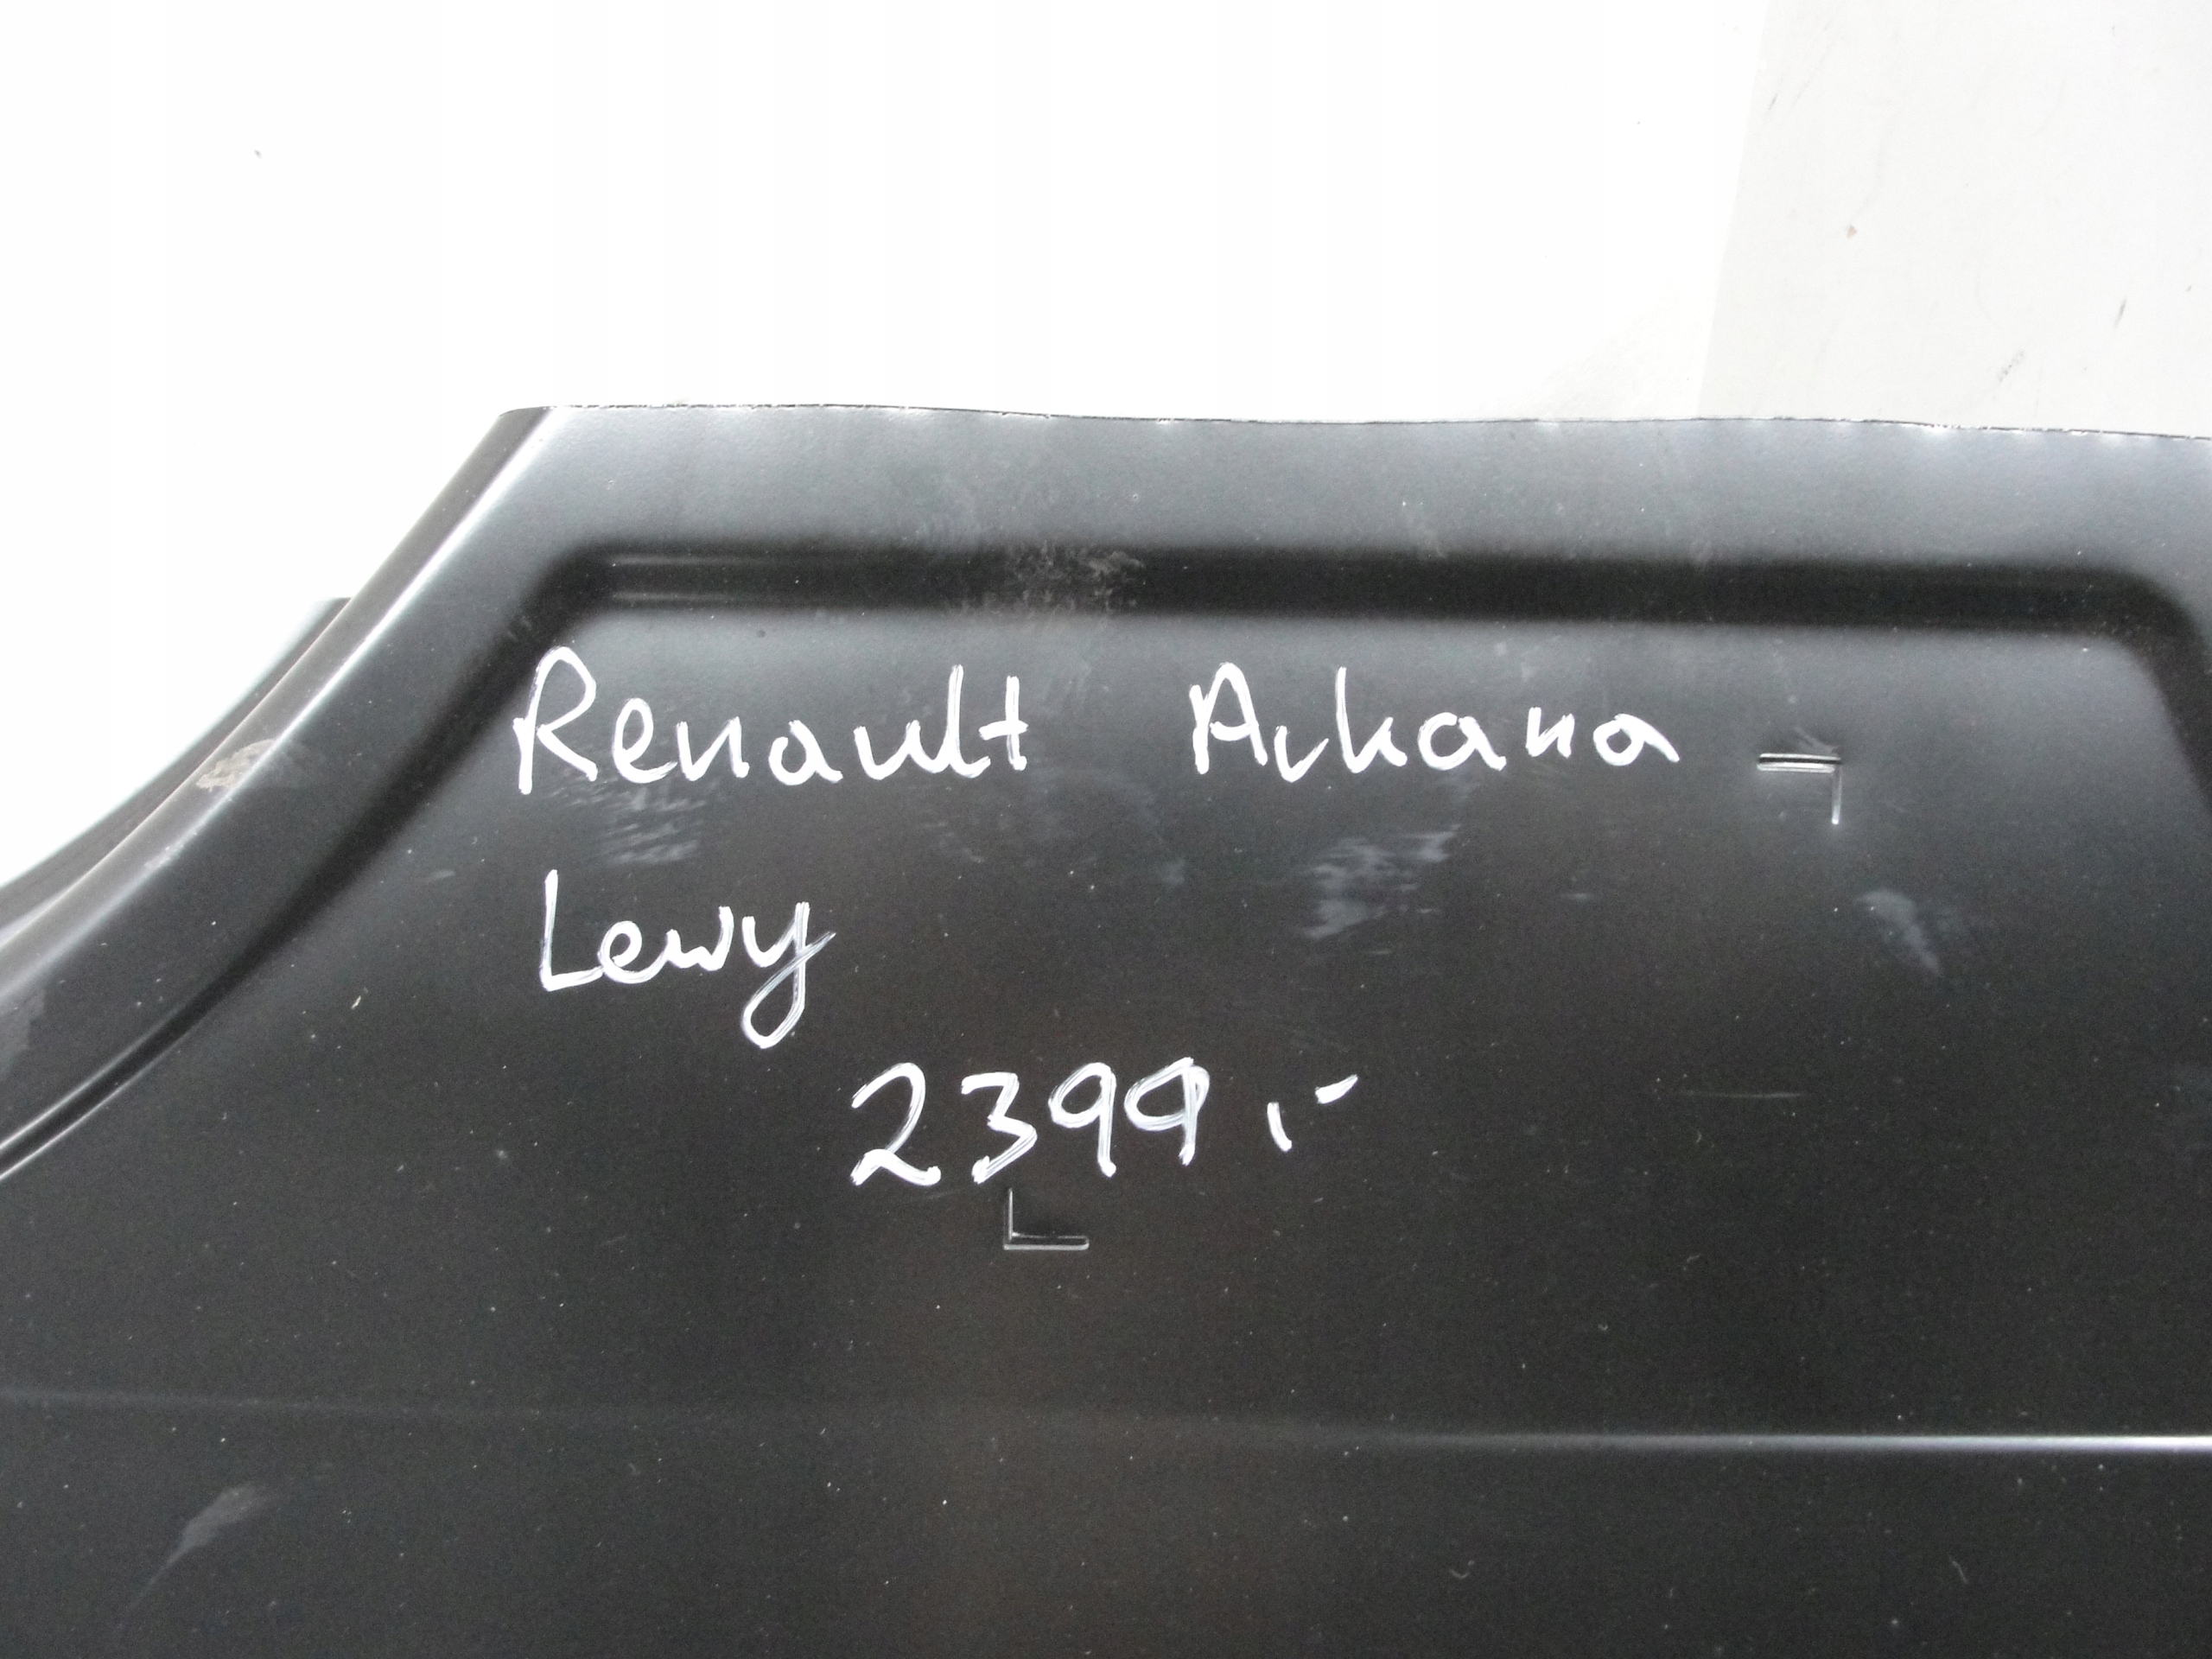 Renault Arkana
Lewy
2399,-